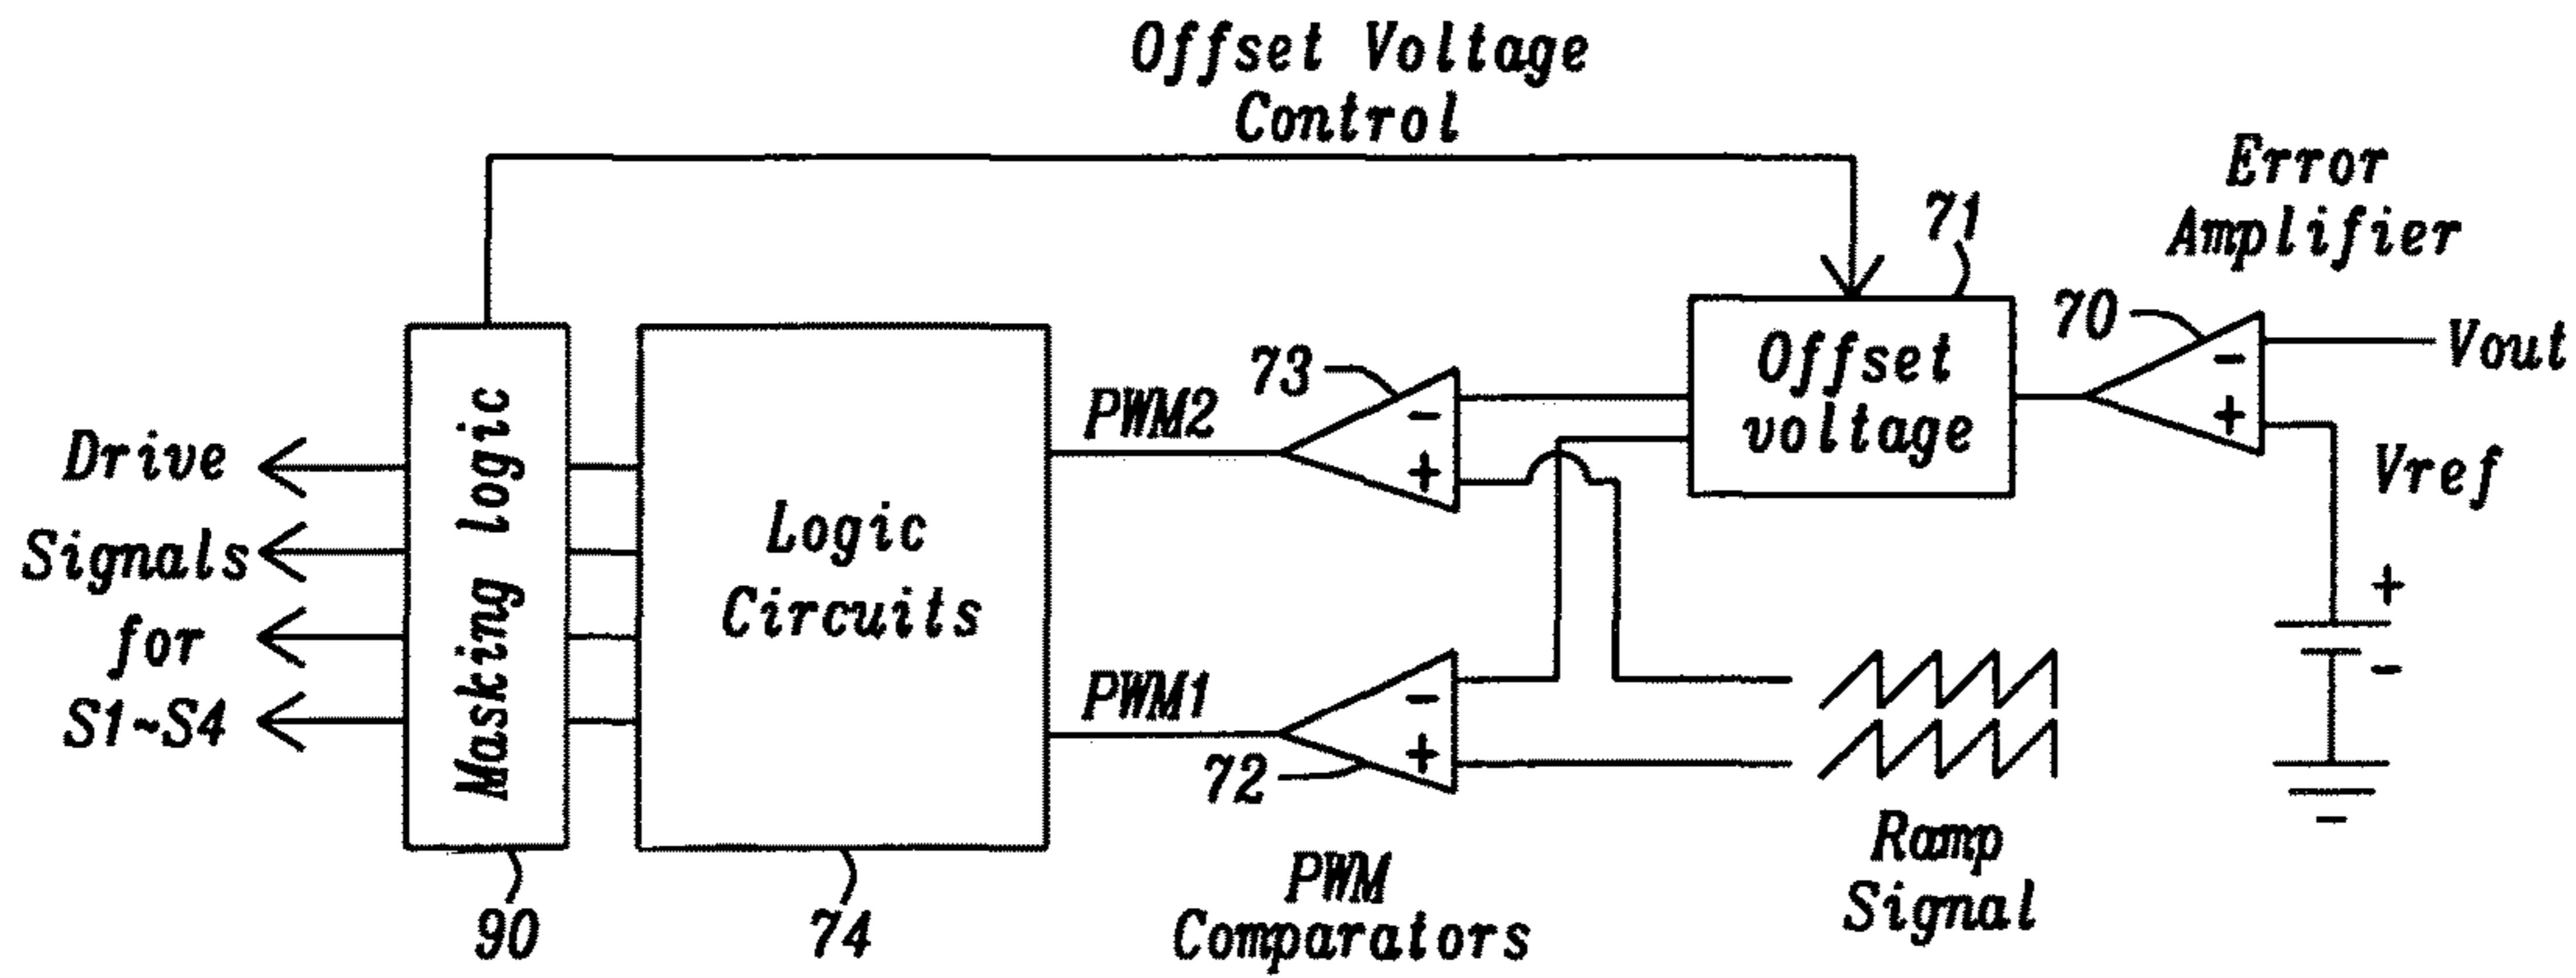 Offset Voltage
Control
Error
Amplifier
71
70
Vout
-
+
Vref
+
-
Offset
voltage
73
-
+
PWM2
PWM1
72
-
+
PWM
Comparators
Ramp
Signal
Logic
Circuits
74
Masking logic
90
Drive
Signals
for
S1~S4